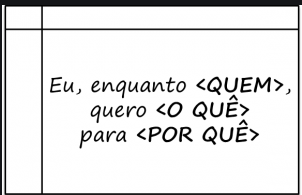 Eu, enquanto <QUEM>,
quero <O QUÊ>
para <POR QUÊ>